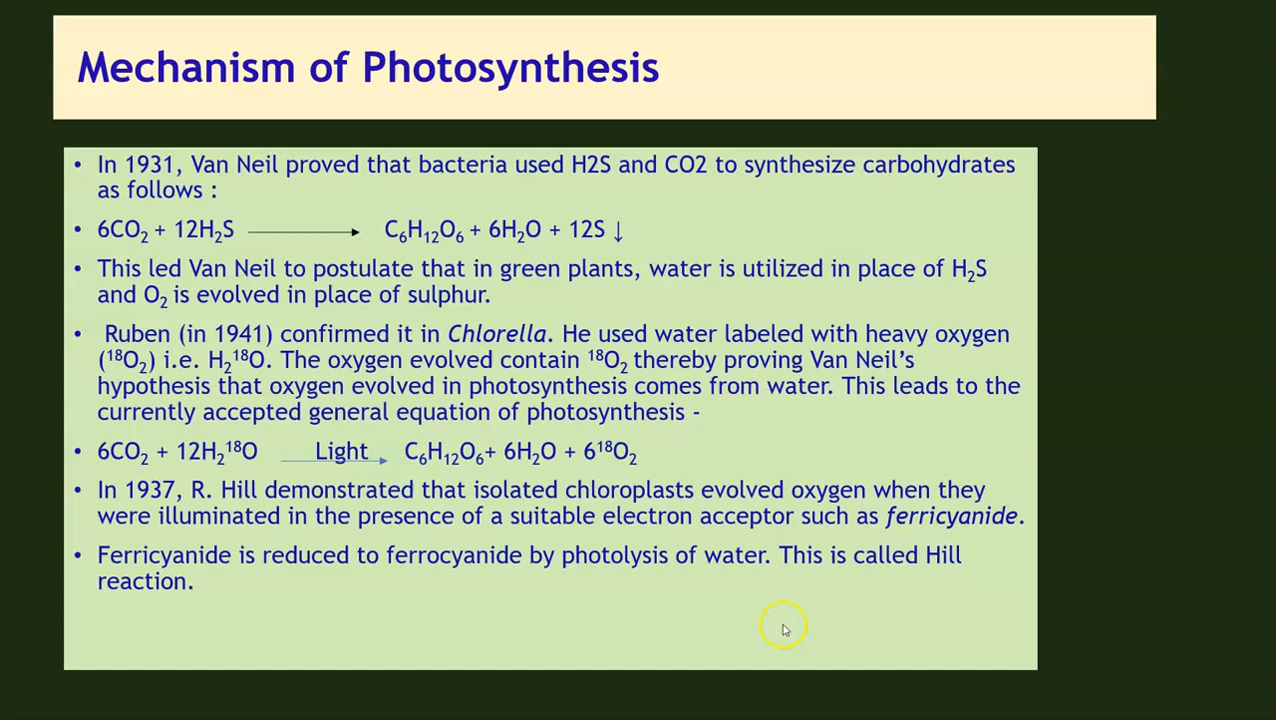 Mechanism of Photosynthesis
• In 1931, Van Neil proved that bacteria used H2S and CO2 to synthesize carbohydrates
as follows :
• 6CO₂ + 12H₂S ⟶ C₆H₁₂O₆ + 6H₂O + 12S ↓
• This led Van Neil to postulate that in green plants, water is utilized in place of H₂S
and O₂ is evolved in place of sulphur.
• Ruben (in 1941) confirmed it in Chlorella. He used water labeled with heavy oxygen
(¹⁸O₂) i.e. H₂¹⁸O. The oxygen evolved contain ¹⁸O₂ thereby proving Van Neil’s
hypothesis that oxygen evolved in photosynthesis comes from water. This leads to the
currently accepted general equation of photosynthesis -
• 6CO₂ + 12H₂¹⁸O Light ⟶ C₆H₁₂O₆+ 6H₂O + 6¹⁸O₂
• In 1937, R. Hill demonstrated that isolated chloroplasts evolved oxygen when they
were illuminated in the presence of a suitable electron acceptor such as ferricyanide.
• Ferricyanide is reduced to ferrocyanide by photolysis of water. This is called Hill
reaction.